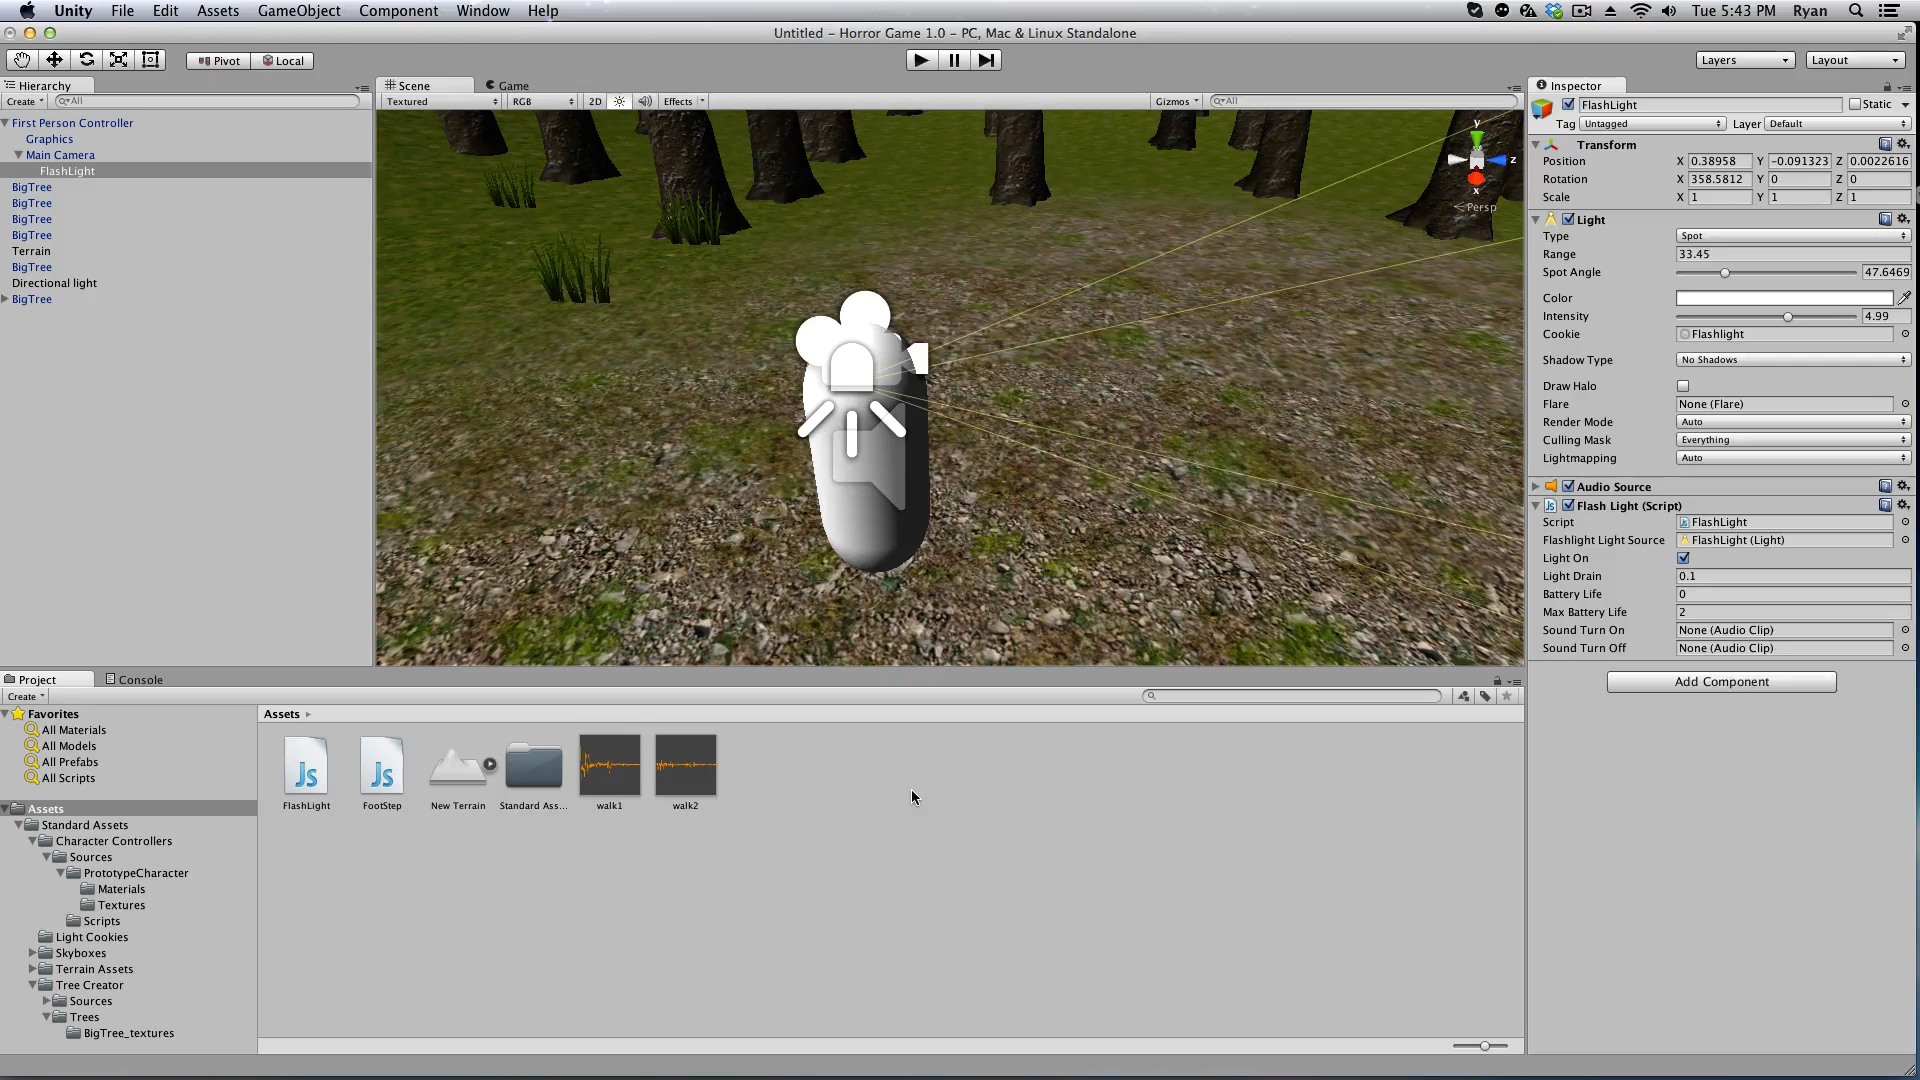 Unity File Edit Assets GameObject Component Window Help Tue 5:43 PM Ryan
Untitled – Horror Game 1.0 – PC, Mac & Linux Standalone
Pivot Local Layers Layout
Hierarchy
Create All
First Person Controller
Graphics
Main Camera
FlashLight
BigTree
BigTree
BigTree
BigTree
Terrain
BigTree
Directional light
BigTree
Scene Game
Textured RGB 2D Effects Gizmos All
y
z
x
Persp
Inspector
FlashLight Static
Tag Untagged Layer Default
Transform
Position X 0.38958 Y -0.091323 Z 0.0022616
Rotation X 358.5812 Y 0 Z 0
Scale X 1 Y 1 Z 1
Light
Type Spot
Range 33.45
Spot Angle 47.6469
Color
Intensity 4.99
Cookie Flashlight
Shadow Type No Shadows
Draw Halo
Flare None (Flare)
Render Mode Auto
Culling Mask Everything
Lightmapping Auto
Audio Source
Flash Light (Script)
Script FlashLight
Flashlight Light Source FlashLight (Light)
Light On
Light Drain 0.1
Battery Life 0
Max Battery Life 2
Sound Turn On None (Audio Clip)
Sound Turn Off None (Audio Clip)
Add Component
Project Console
Create
Favorites
All Materials
All Models
All Prefabs
All Scripts
Assets
Standard Assets
Character Controllers
Sources
PrototypeCharacter
Materials
Textures
Scripts
Light Cookies
Skyboxes
Terrain Assets
Tree Creator
Sources
Trees
BigTree_textures
Assets
Js Js
FlashLight FootStep New Terrain Standard Ass... walk1 walk2